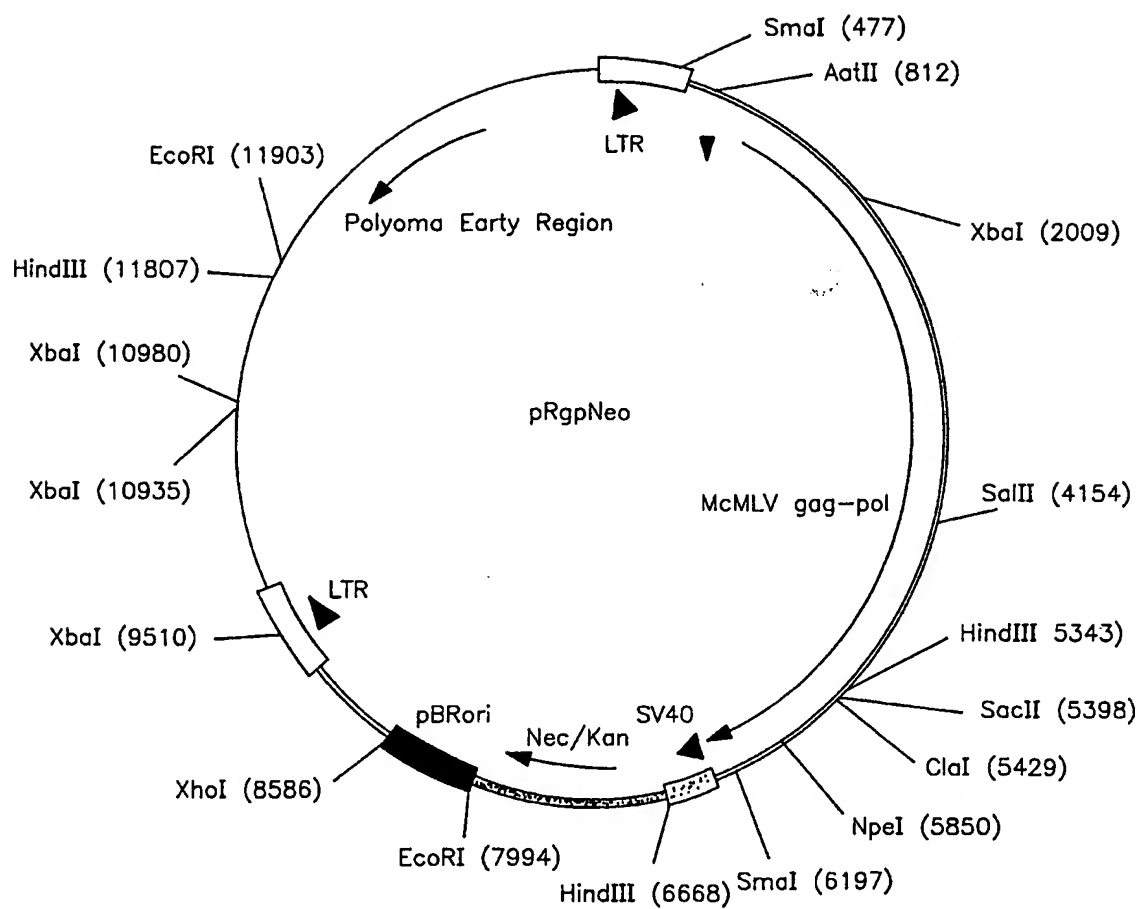 SmaI (477)
AatII (812)
LTR
EcoRI (11903)
Polyoma Earty Region
XbaI (2009)
HindIII (11807)
XbaI (10980)
pRgpNeo
XbaI (10935)
McMLV gag-pol
SalII (4154)
LTR
XbaI (9510)
HindIII 5343)
SacII (5398)
pBRori
SV40
Nec/Kan
ClaI (5429)
XhoI (8586)
NpeI (5850)
EcoRI (7994)
HindIII (6668)
SmaI (6197)